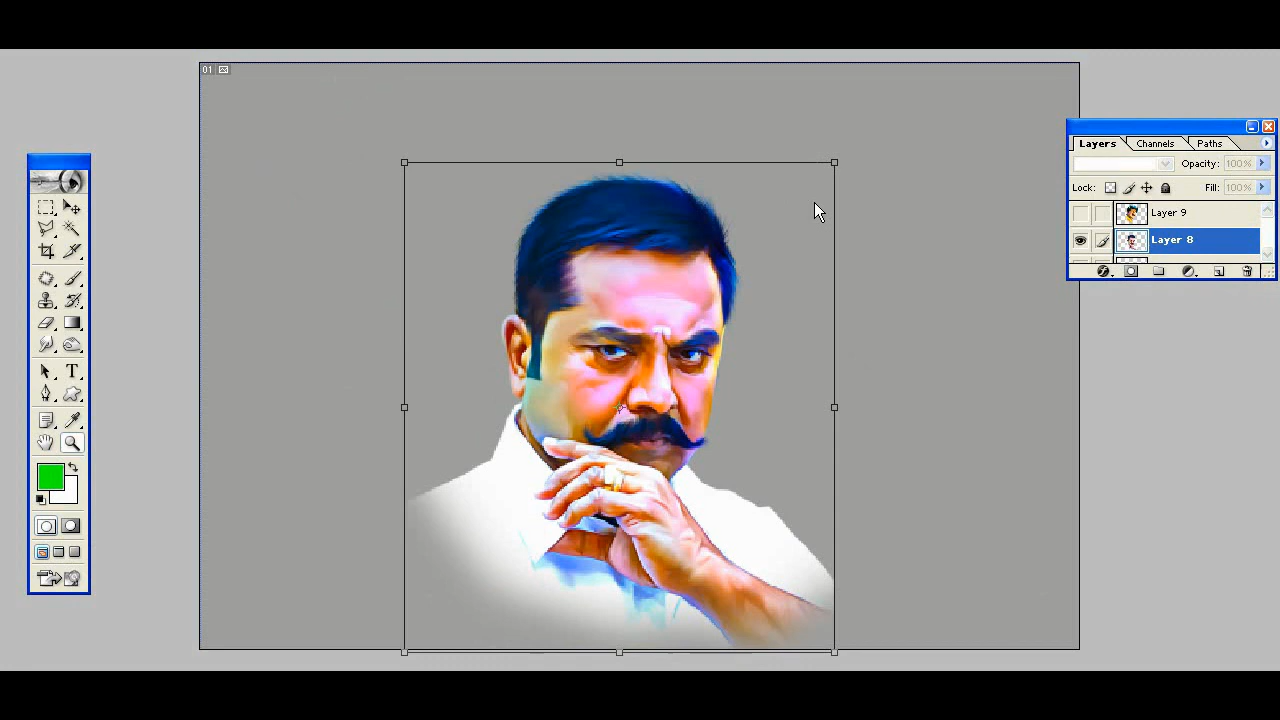 01
Layers Channels Paths
Opacity: 100%
Lock: Fill: 100%
Layer 9
Layer 8
T